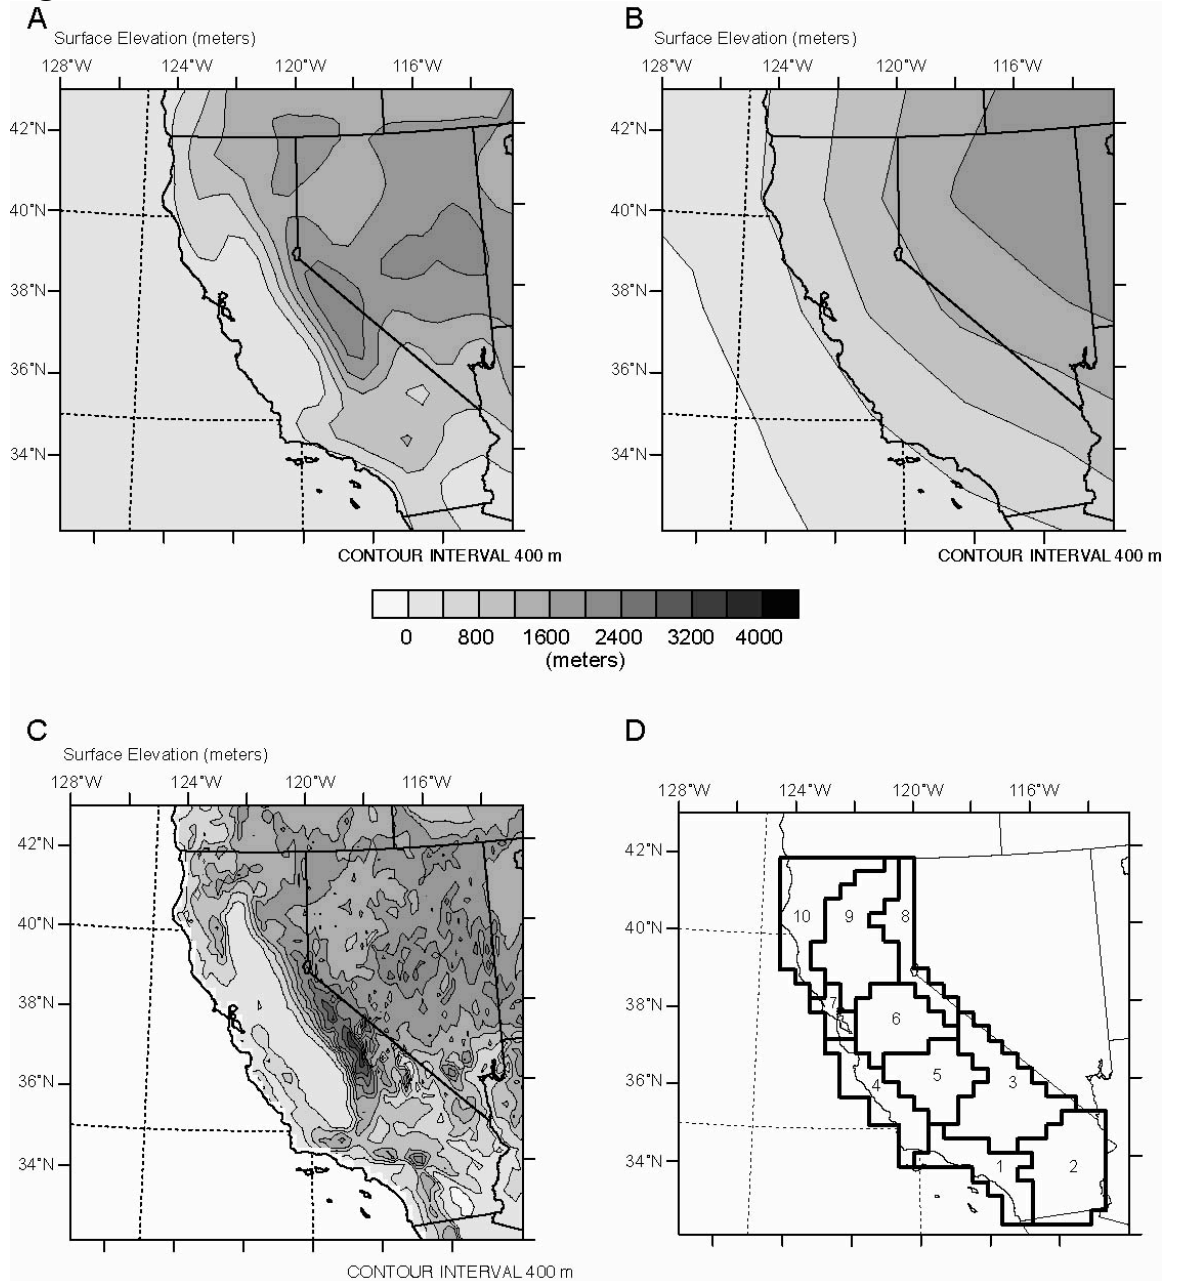 A
Surface Elevation (meters)
128°W 124°W 120°W 116°W
42°N
40°N
38°N
36°N
34°N
CONTOUR INTERVAL 400 m
B
Surface Elevation (meters)
128°W 124°W 120°W 116°W
42°N
40°N
38°N
36°N
34°N
CONTOUR INTERVAL 400 m
0 800 1600 2400 3200 4000
(meters)
C
Surface Elevation (meters)
128°W 124°W 120°W 116°W
42°N
40°N
38°N
36°N
34°N
CONTOUR INTERVAL 400 m
D
128°W 124°W 120°W 116°W
42°N
40°N
38°N
36°N
34°N
10 9 8
7 6
4 5 3
1 2